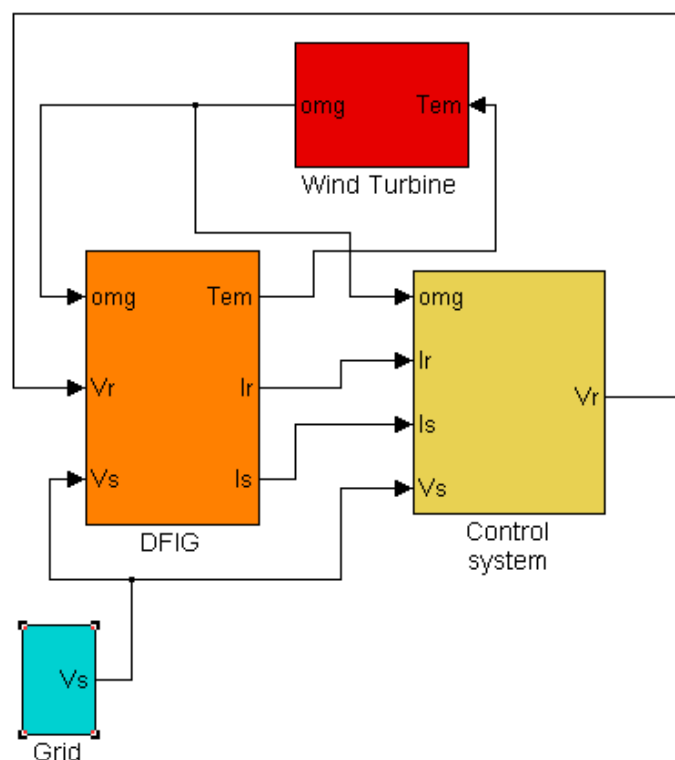 omg Tem
Wind Turbine
omg Tem
Vr Ir
Vs Is
DFIG
omg
Ir
Vr
Is
Vs
Control
system
Vs
Grid